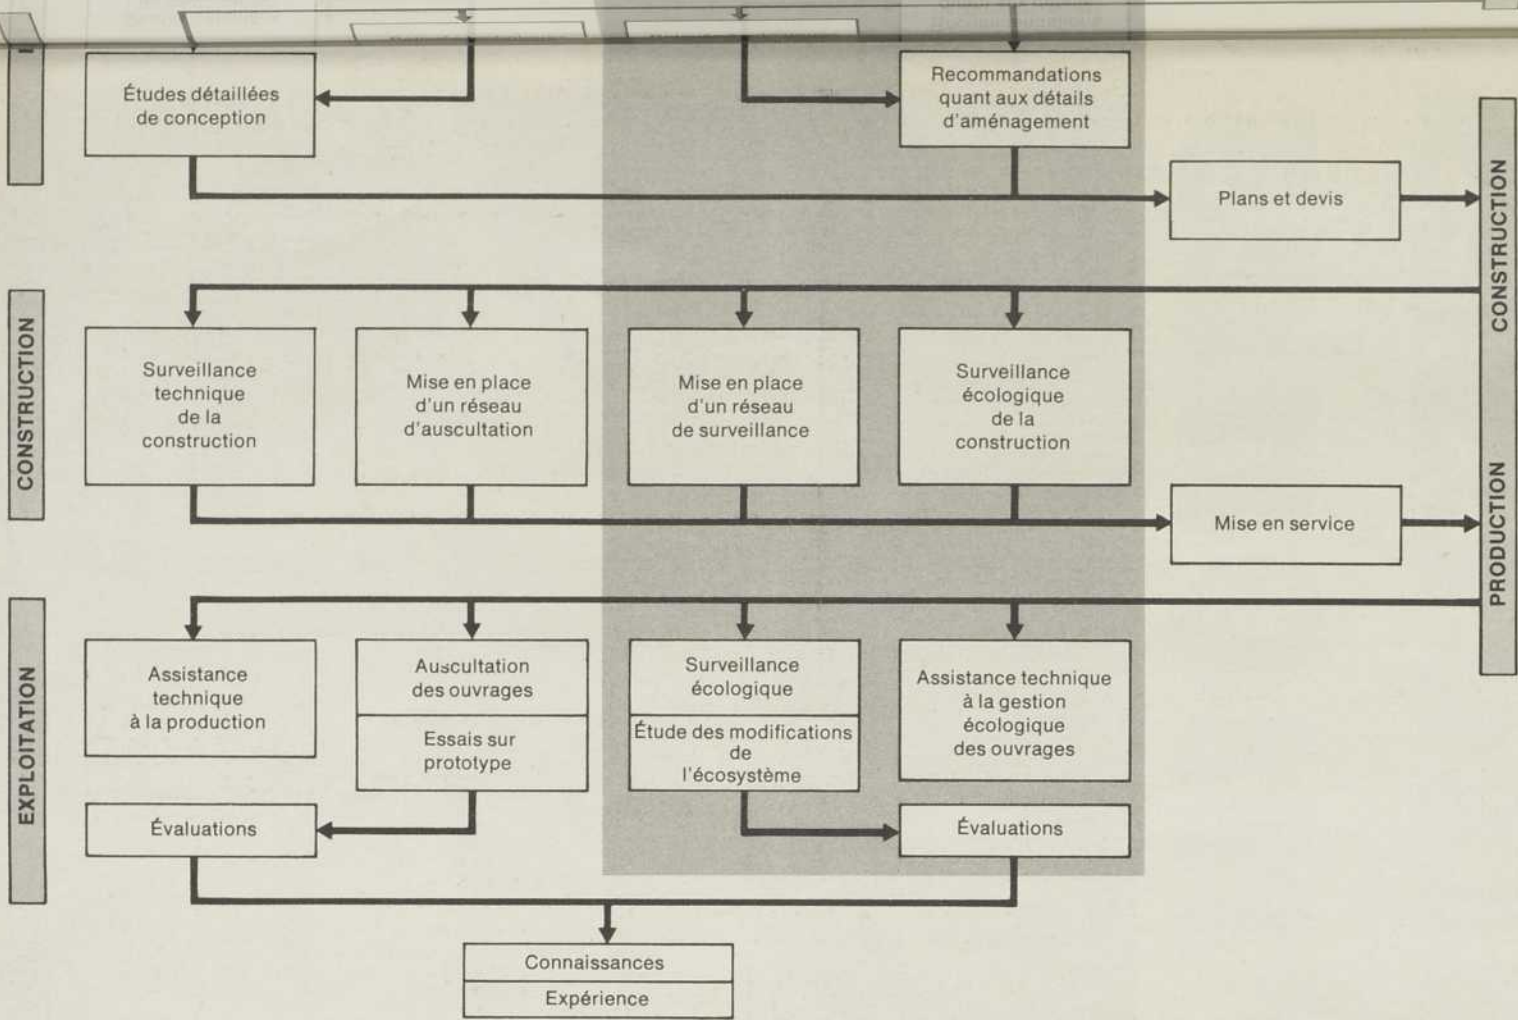 Études détaillées
de conception
Recommandations
quant aux détails
d'aménagement
Plans et devis
CONSTRUCTION
CONSTRUCTION
Surveillance
technique
de la
construction
Mise en place
d'un réseau
d'auscultation
Mise en place
d'un réseau
de surveillance
Surveillance
écologique
de la
construction
Mise en service
PRODUCTION
EXPLOITATION
Assistance
technique
à la production
Auscultation
des ouvrages
Essais sur
prototype
Surveillance
écologique
Étude des modifications
de
l'écosystème
Assistance technique
à la gestion
écologique
des ouvrages
Évaluations
Évaluations
Connaissances
Expérience